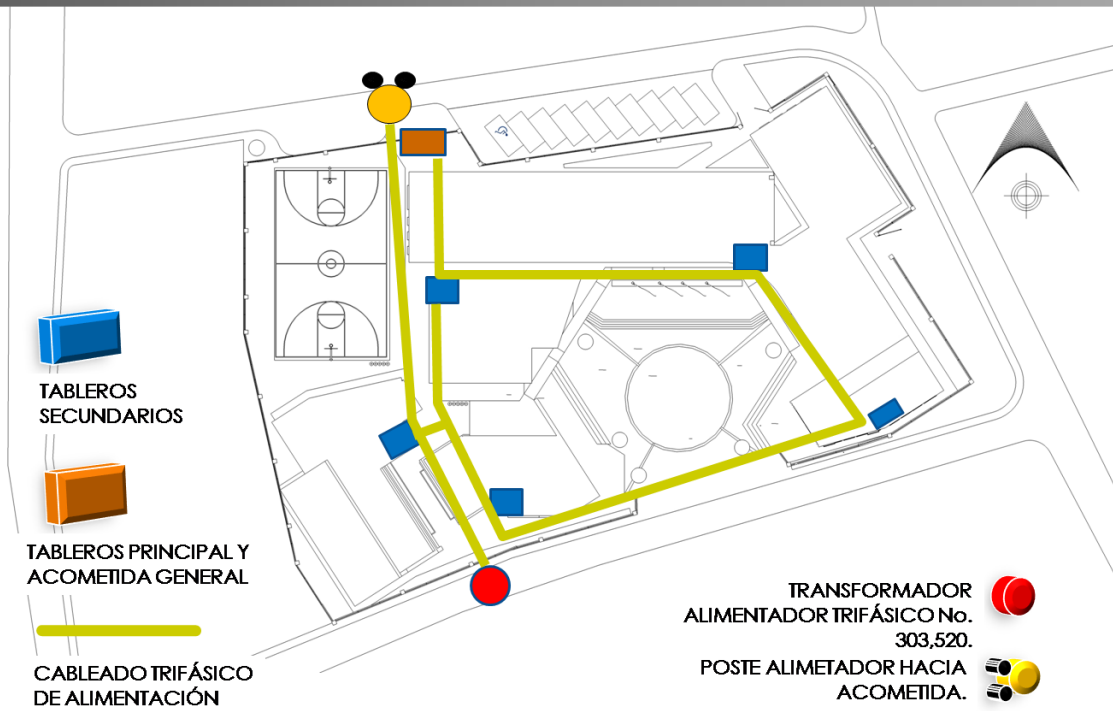 TABLEROS
SECUNDARIOS
TABLEROS PRINCIPAL Y
ACOMETIDA GENERAL
CABLEADO TRIFÁSICO
DE ALIMENTACIÓN
TRANSFORMADOR
ALIMENTADOR TRIFÁSICO No.
303,520.
POSTE ALIMETADOR HACIA
ACOMETIDA.